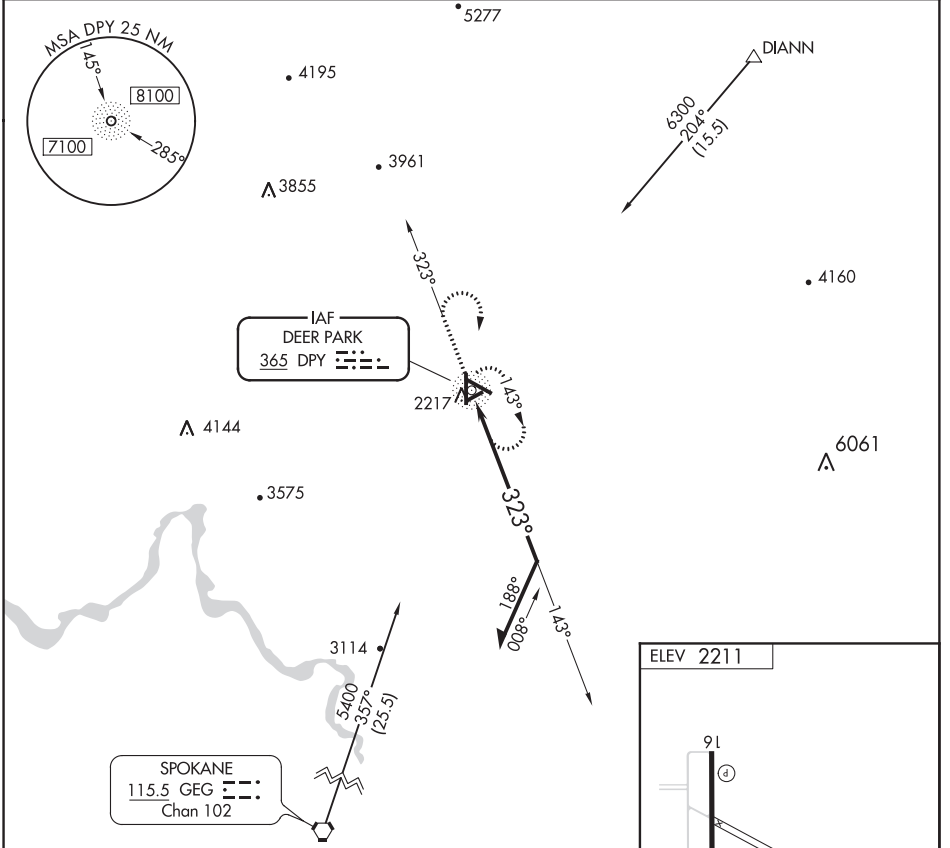 MSA DPY 25 NM
145°
8100
7100
285°
5277
4195
DIANN
6300
204°
(15.5)
3961
3855
323°
4160
IAF
DEER PARK
365 DPY
2217
143°
4144
6061
3575
323°
188°
008°
143°
3114
5400
357°
(25.5)
ELEV 2211
16
P
SPOKANE
115.5 GEG
Chan 102